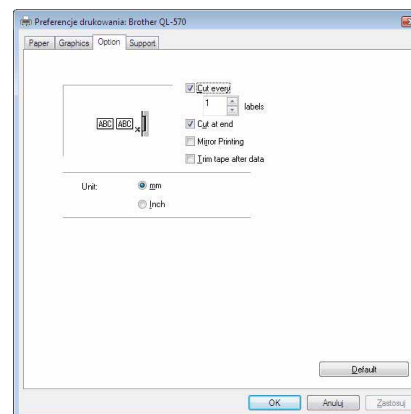 Preferencje drukowania: Brother QL-570
Paper Graphics Option Support
Cut every
1 labels
ABC ABC
Cut at end
Mirror Printing
Trim tape after data
Unit: mm
Inch
Default
OK Anuluj Zastosuj